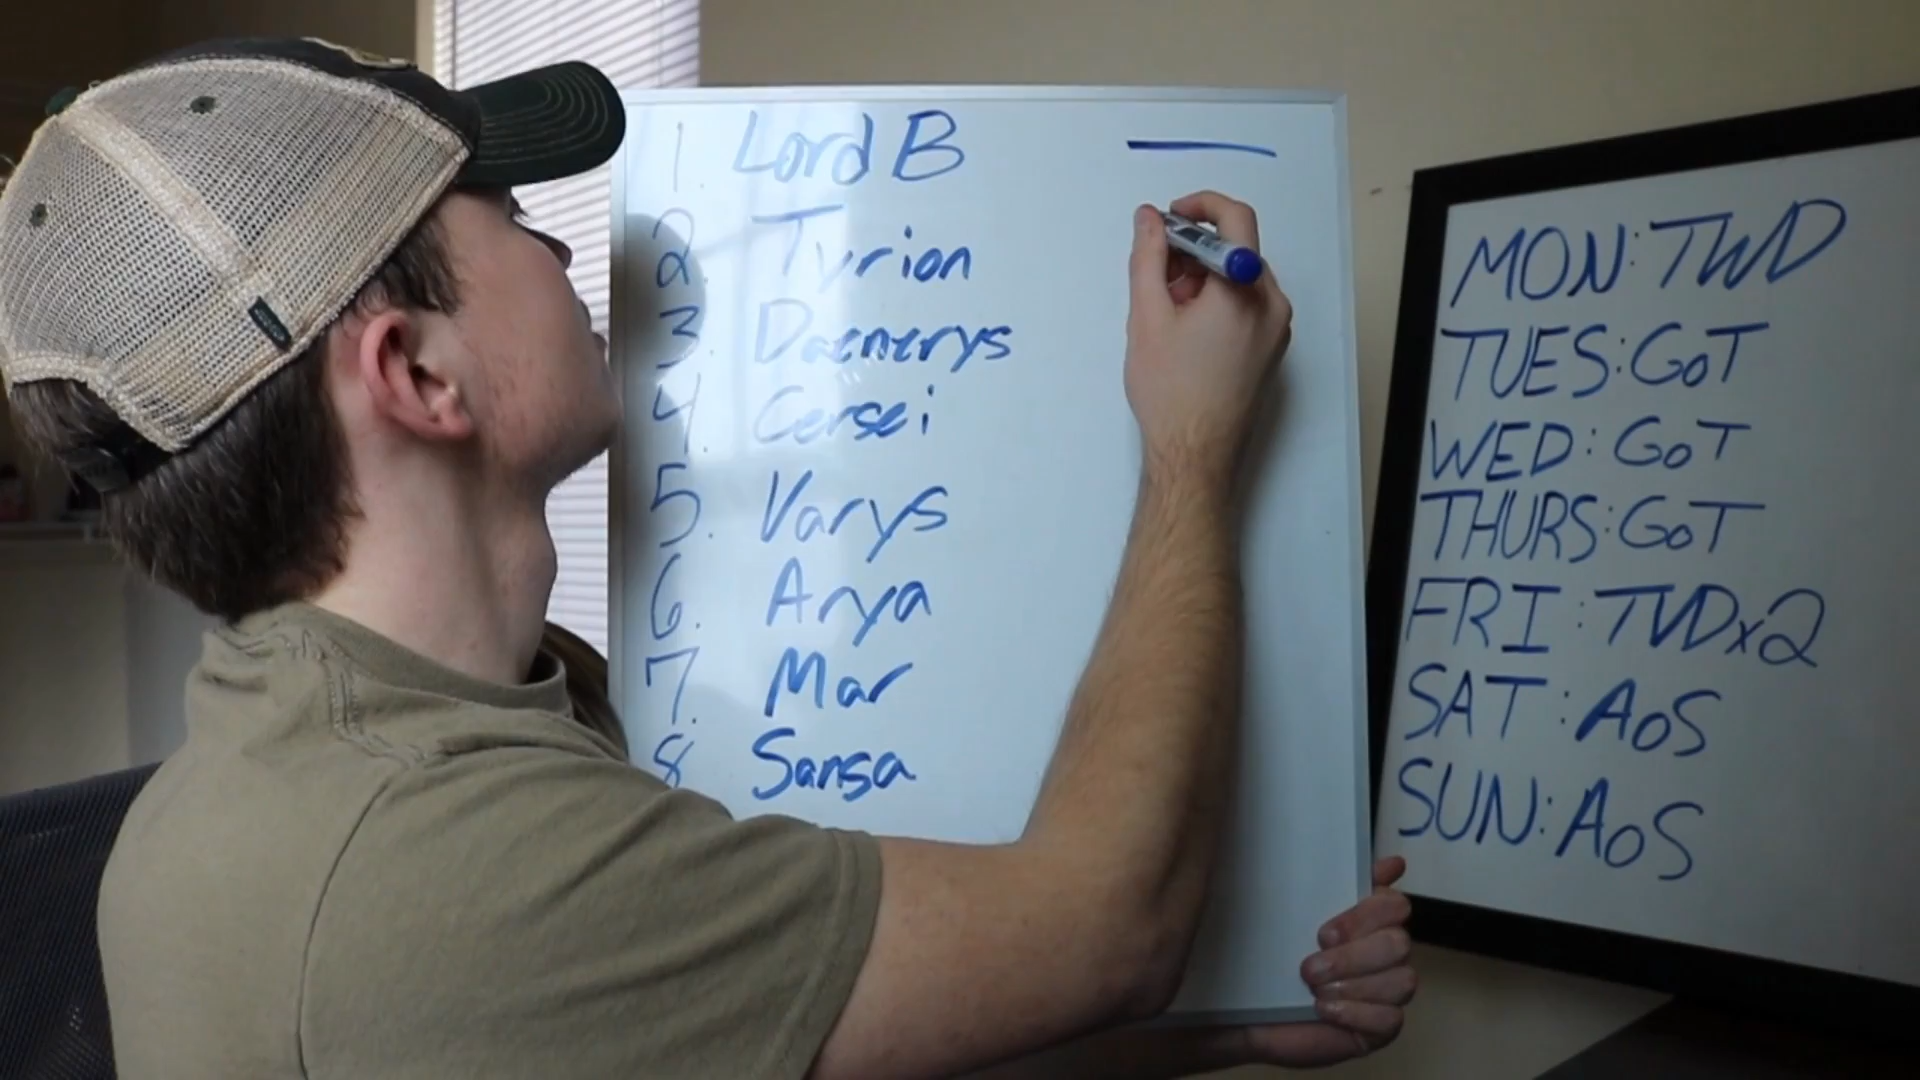 1. Lord B
2. Tyrion
3. Daenerys
4. Cersei
5. Varys
6. Arya
7. Mar
8 Sansa
MON: TWD
TUES: GoT
WED: GoT
THURS: GoT
FRI: TVDx2
SAT: AoS
SUN: AoS